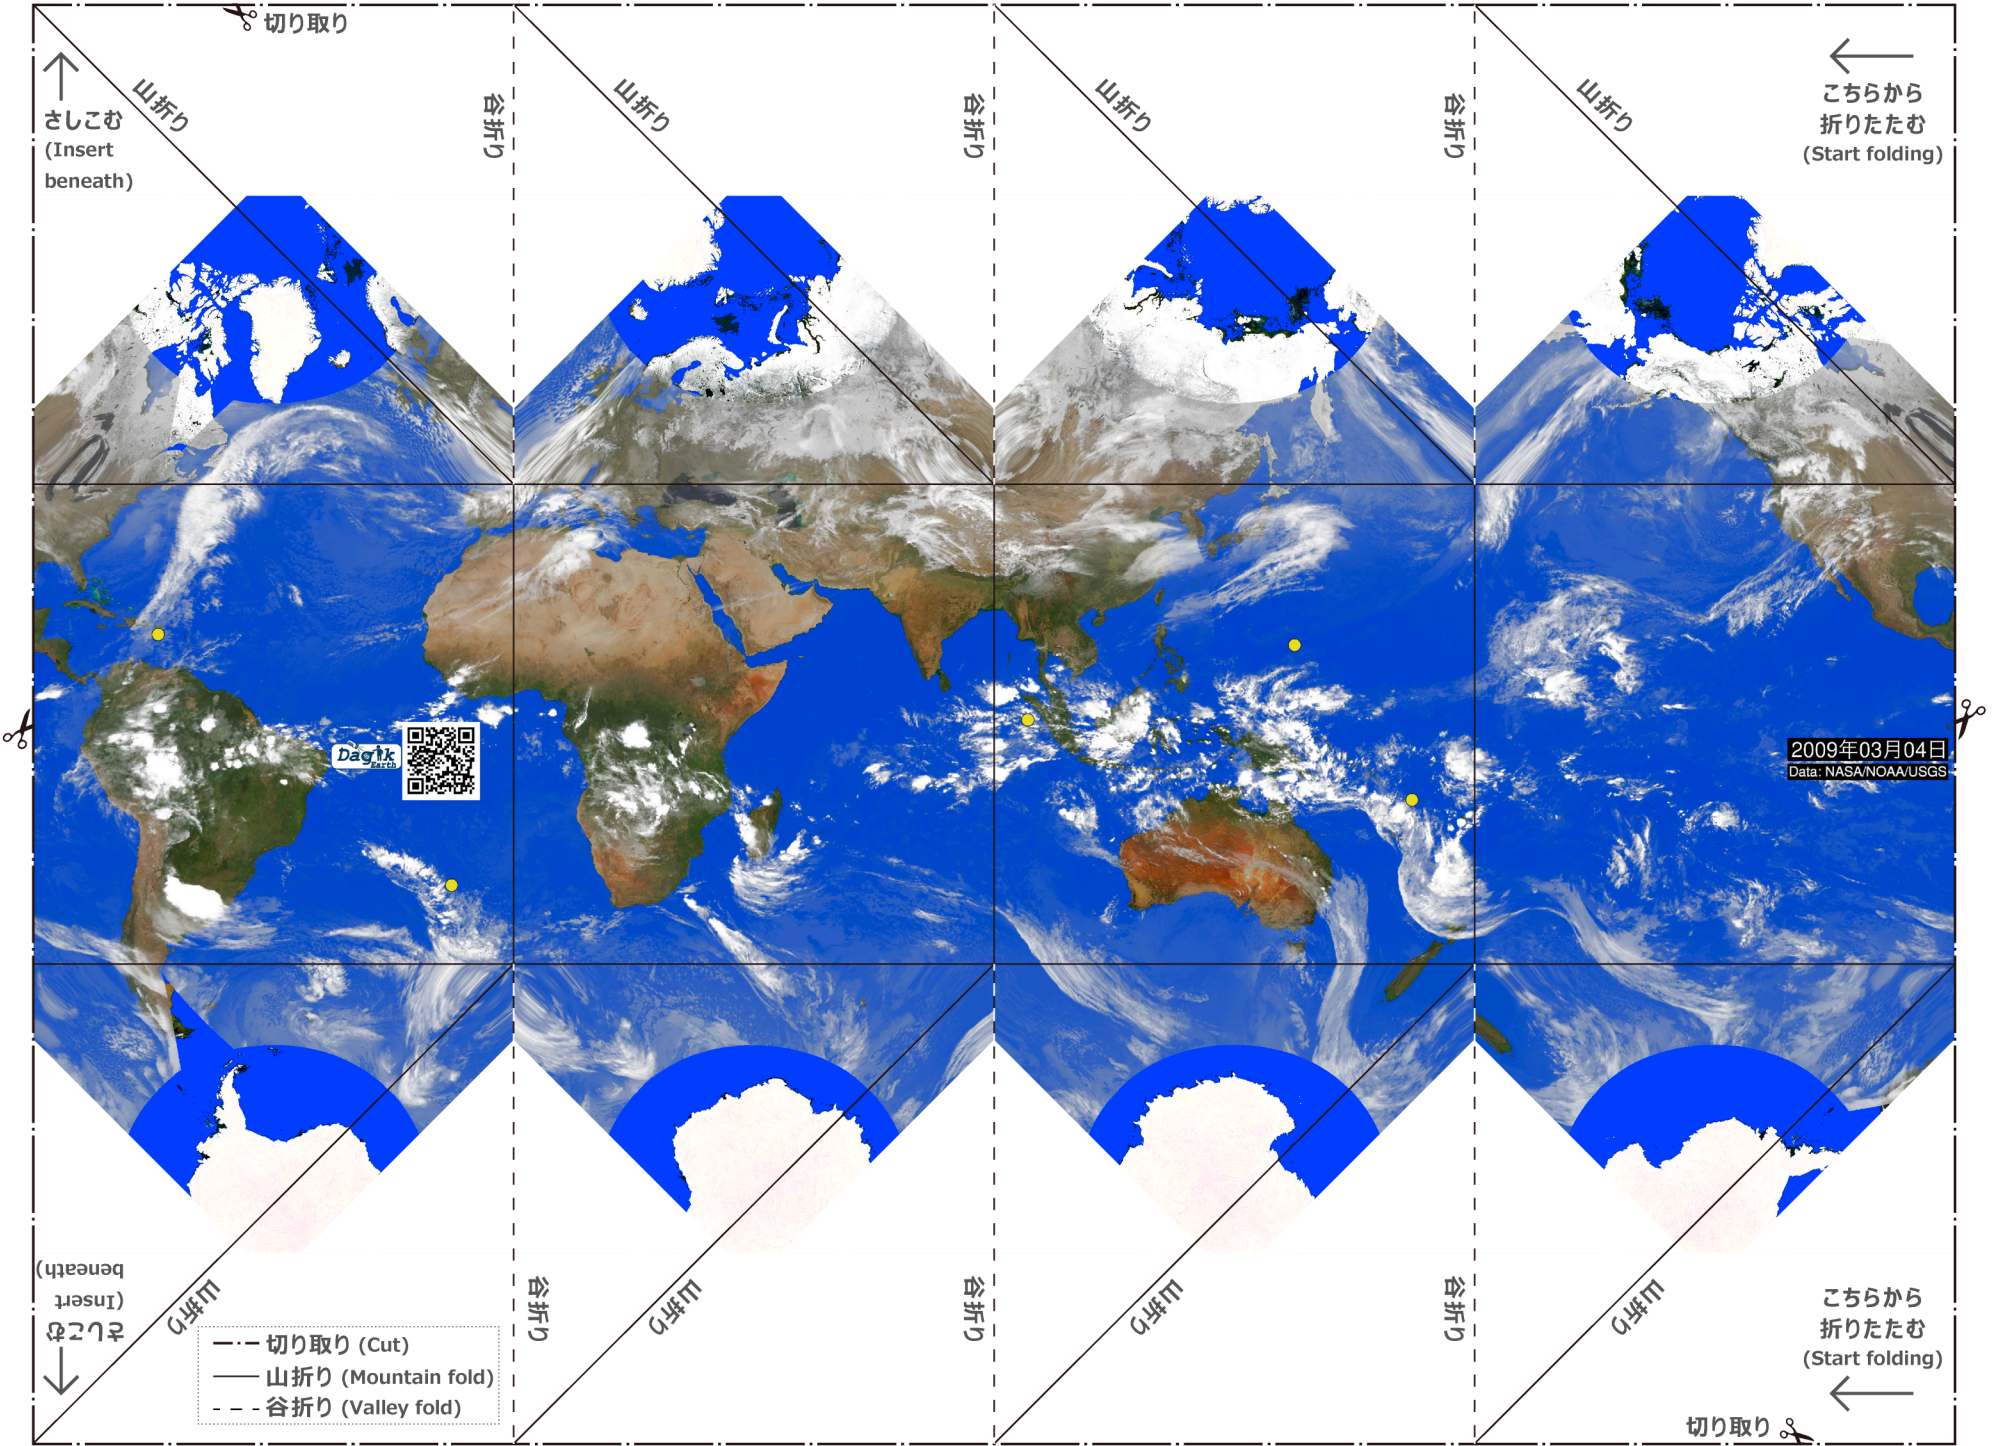 切り取り
さしこむ
(Insert
beneath)
山折り
谷折り
山折り
谷折り
山折り
谷折り
山折り
こちらから
折りたたむ
(Start folding)
Dagik
Earth
2009年03月04日
Data: NASA/NOAA/USGS
さしこむ
(Insert
beneath)
山折り
谷折り
山折り
谷折り
山折り
谷折り
山折り
こちらから
折りたたむ
(Start folding)
切り取り (Cut)
山折り (Mountain fold)
谷折り (Valley fold)
切り取り